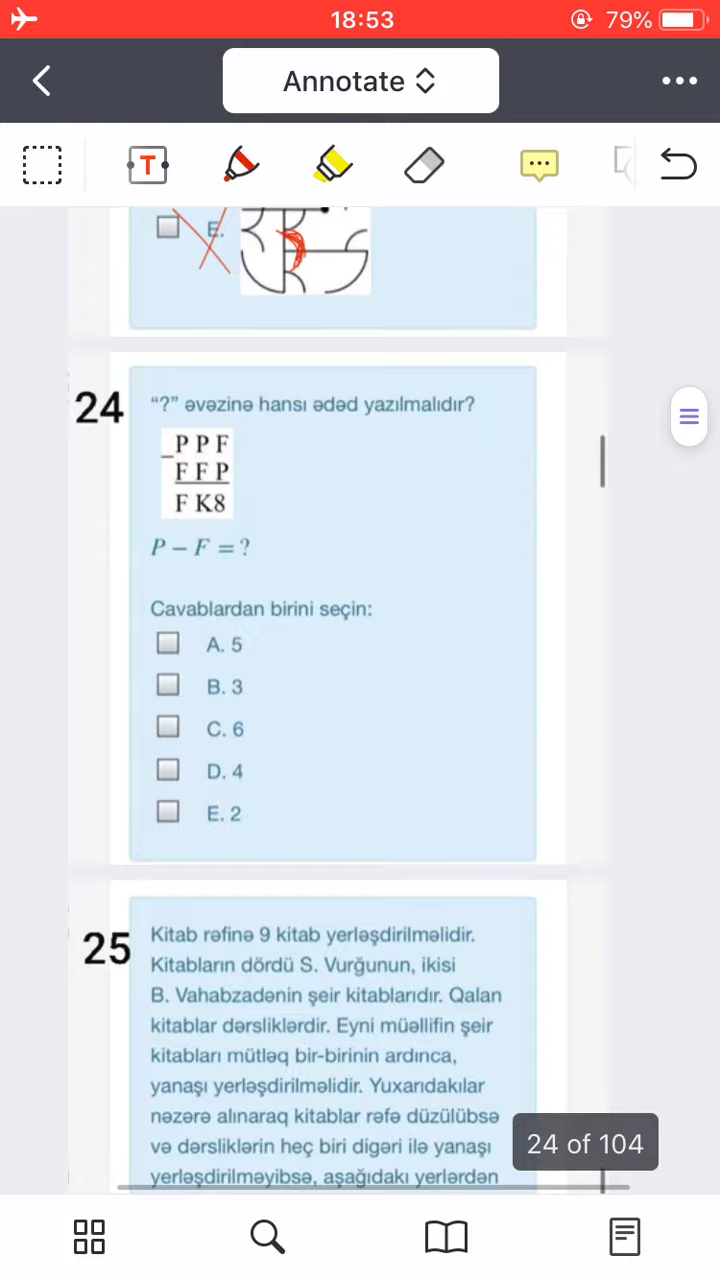 18:53
79%
Annotate
T
E.
24
“?” əvəzinə hansı ədəd yazılmalıdır?
_ P P F
F F P
F K8
P – F = ?
Cavablardan birini seçin:
A. 5
B. 3
C. 6
D. 4
E. 2
25
Kitab rəfinə 9 kitab yerləşdirilməlidir.
Kitabların dördü S. Vurğunun, ikisi
B. Vahabzadənin şeir kitablarıdır. Qalan
kitablar dərsliklərdir. Eyni müəllifin şeir
kitabları mütləq bir-birinin ardınca,
yanaşı yerləşdirilməlidir. Yuxarıdakılar
nəzərə alınaraq kitablar rəfə düzülübsə
və dərsliklərin heç biri digəri ilə yanaşı
yerləşdirilməyibsə, aşağıdakı yerlərdən
24 of 104